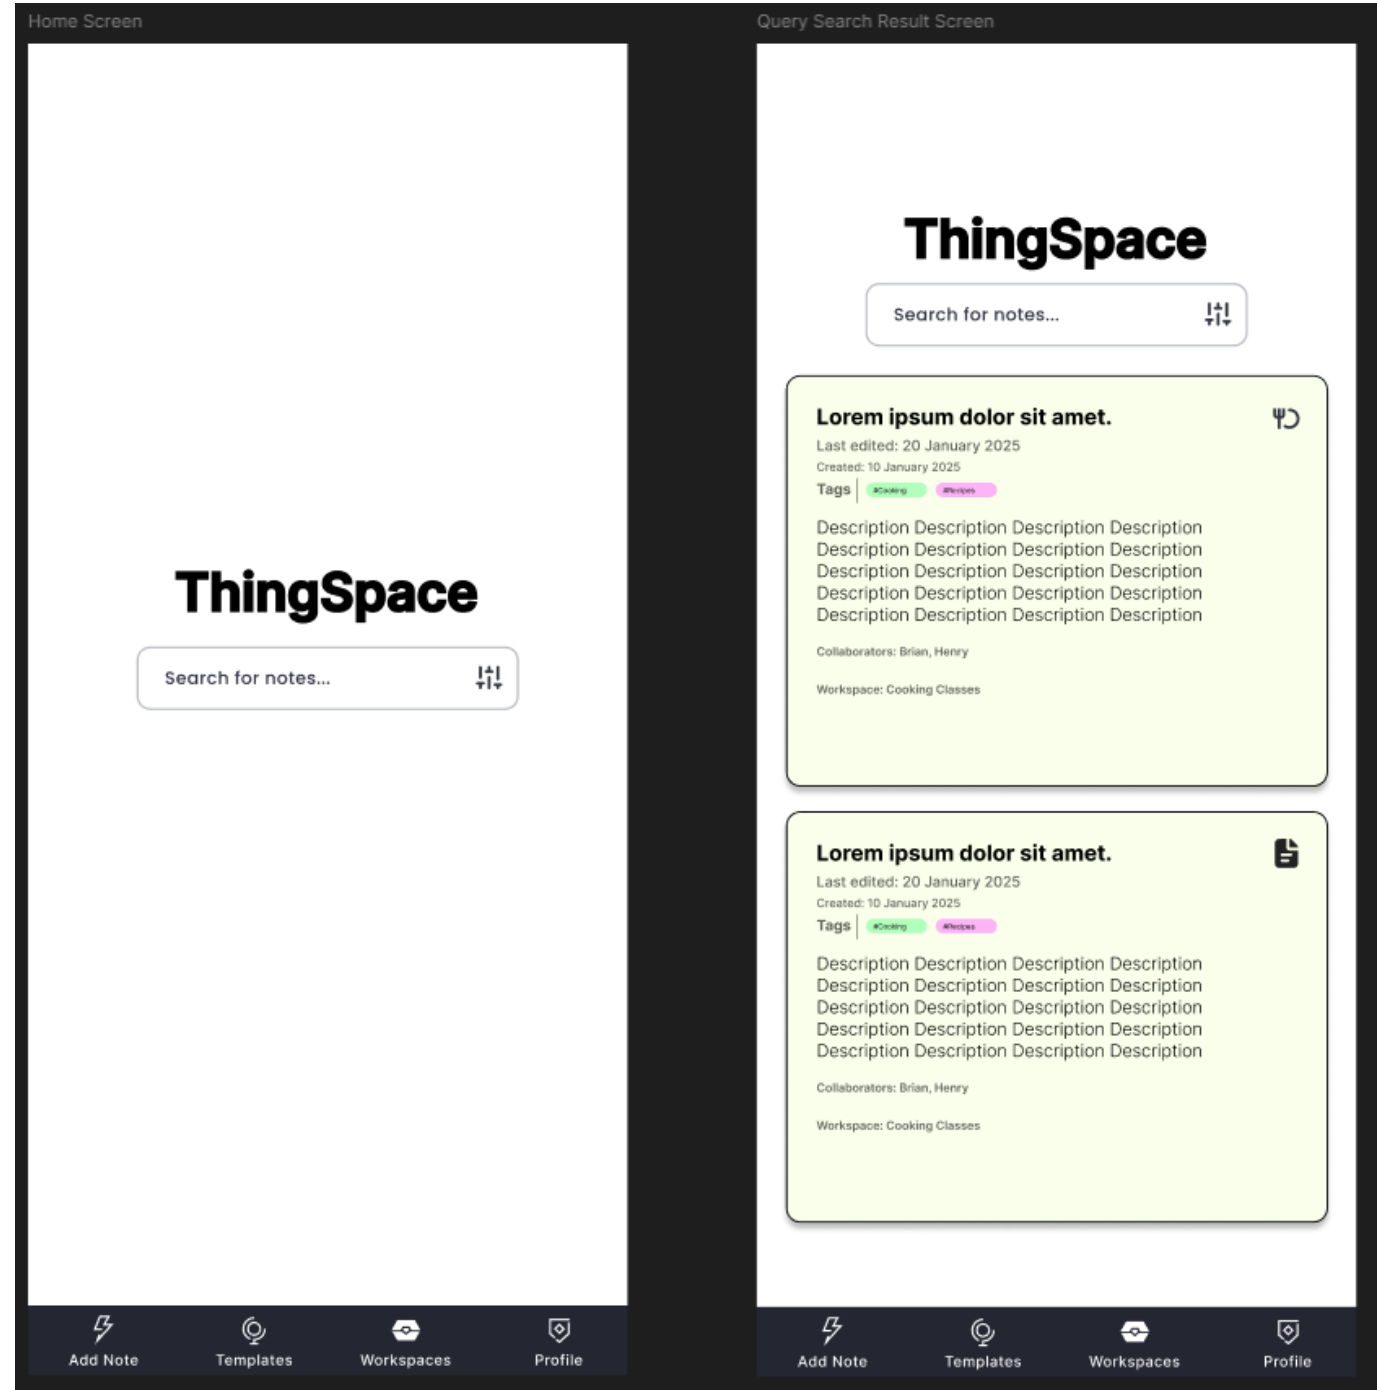 Home Screen
ThingSpace
Search for notes...
Add Note
Templates
Workspaces
Profile
Query Search Result Screen
ThingSpace
Search for notes...
Lorem ipsum dolor sit amet.
Last edited: 20 January 2025
Created: 10 January 2025
Tags #Cooking #Recipes
Description Description Description Description
Description Description Description Description
Description Description Description Description
Description Description Description Description
Description Description Description Description
Collaborators: Brian, Henry
Workspace: Cooking Classes
Lorem ipsum dolor sit amet.
Last edited: 20 January 2025
Created: 10 January 2025
Tags #Cooking #Recipes
Description Description Description Description
Description Description Description Description
Description Description Description Description
Description Description Description Description
Description Description Description Description
Collaborators: Brian, Henry
Workspace: Cooking Classes
Add Note
Templates
Workspaces
Profile